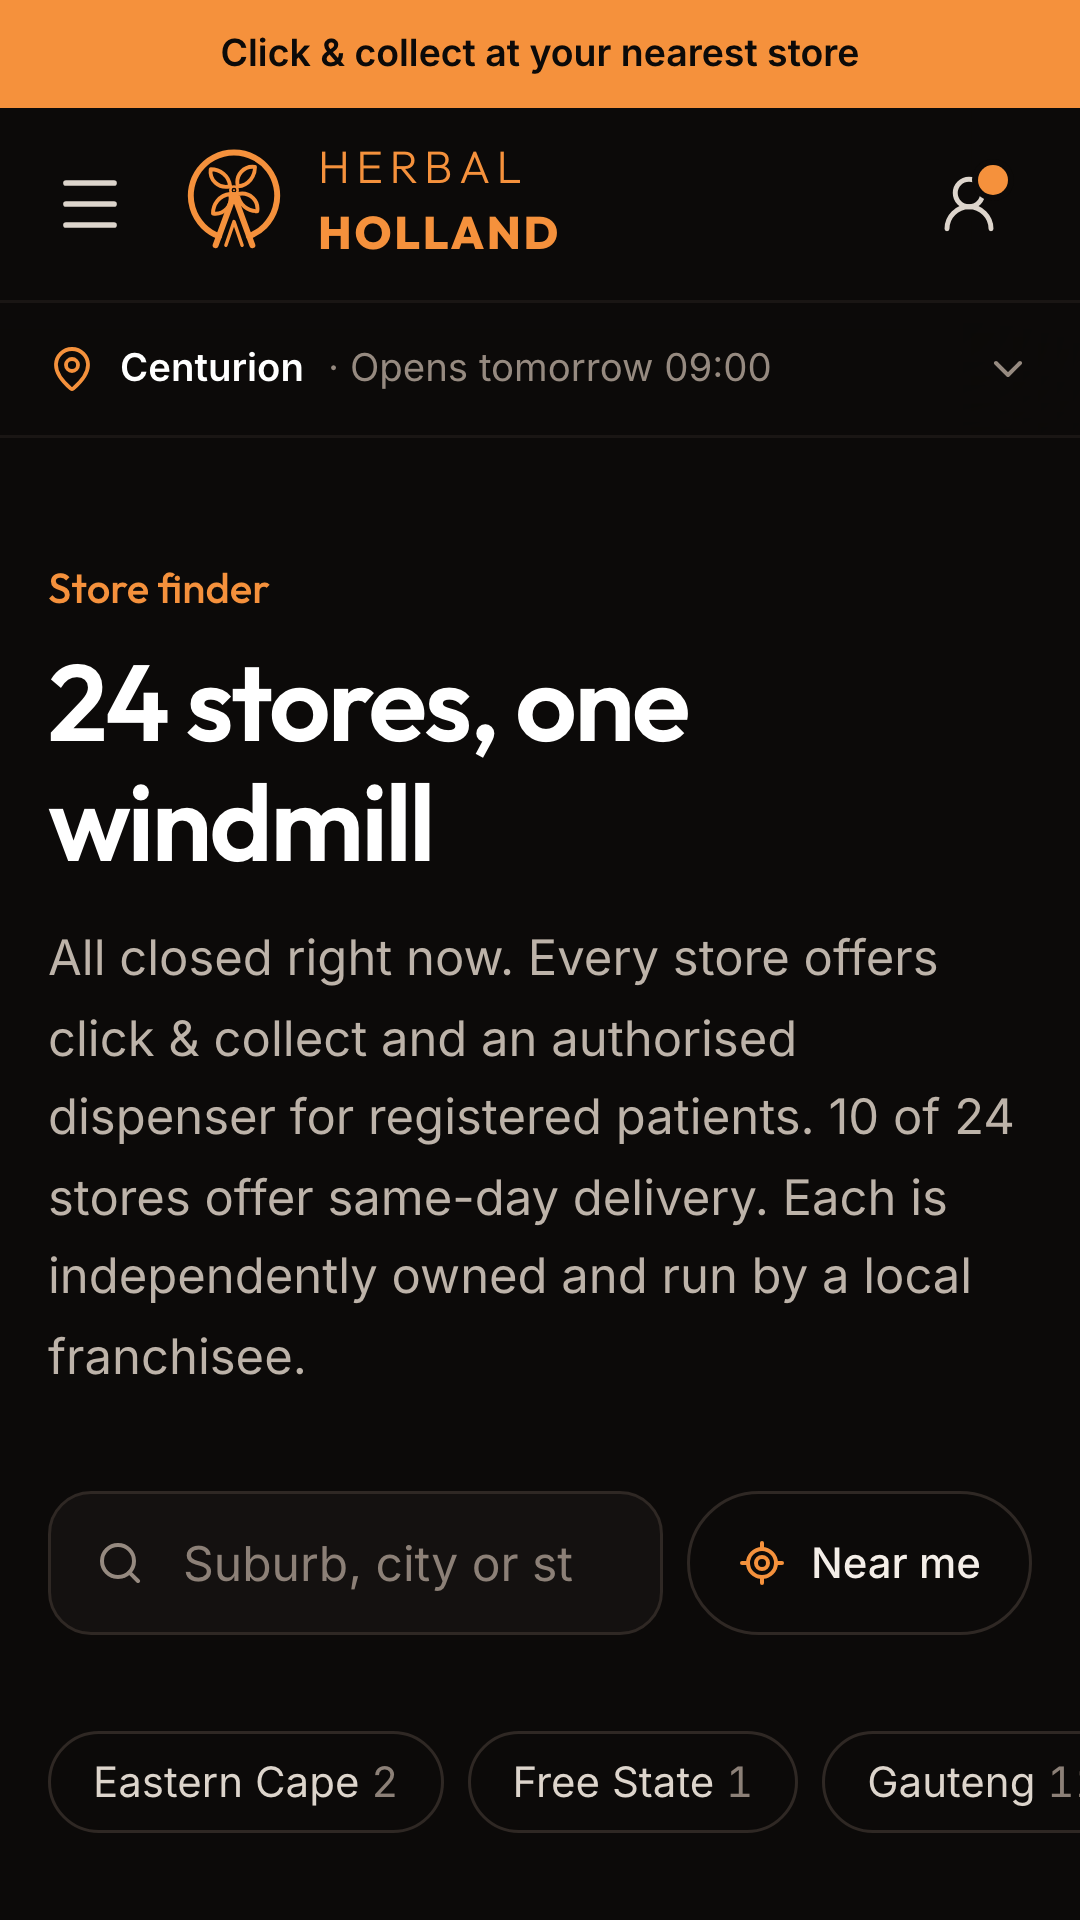 Click & collect at your nearest store
HERBAL
HOLLAND
Centurion · Opens tomorrow 09:00
Store finder
24 stores, one
windmill
All closed right now. Every store offers
click & collect and an authorised
dispenser for registered patients. 10 of 24
stores offer same-day delivery. Each is
independently owned and run by a local
franchisee.
Suburb, city or st
Near me
Eastern Cape 2
Free State 1
Gauteng